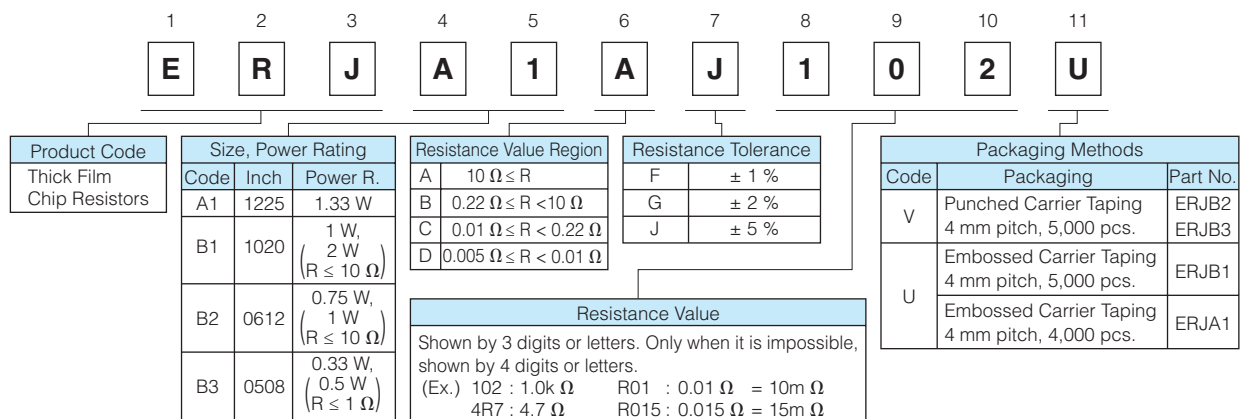 1 2 3 4 5 6 7 8 9 10 11
E R J A 1 A J 1 0 2 U
Product Code
Thick Film
Chip Resistors
Size, Power Rating
Code Inch Power R.
A1 1225 1.33 W
B1 1020 1 W,
( 2 W
R ≤ 10 Ω )
B2 0612 0.75 W,
( 1 W
R ≤ 10 Ω )
B3 0508 0.33 W,
( 0.5 W
R ≤ 1 Ω )
Resistance Value Region
A 10 Ω ≤ R
B 0.22 Ω ≤ R <10 Ω
C 0.01 Ω ≤ R < 0.22 Ω
D 0.005 Ω ≤ R < 0.01 Ω
Resistance Tolerance
F ± 1 %
G ± 2 %
J ± 5 %
Resistance Value
Shown by 3 digits or letters. Only when it is impossible,
shown by 4 digits or letters.
(Ex.) 102 : 1.0k Ω R01 : 0.01 Ω = 10m Ω
4R7 : 4.7 Ω R015 : 0.015 Ω = 15m Ω
Packaging Methods
Code Packaging Part No.
V Punched Carrier Taping
4 mm pitch, 5,000 pcs. ERJB2
ERJB3
U Embossed Carrier Taping
4 mm pitch, 5,000 pcs. ERJB1
Embossed Carrier Taping
4 mm pitch, 4,000 pcs. ERJA1